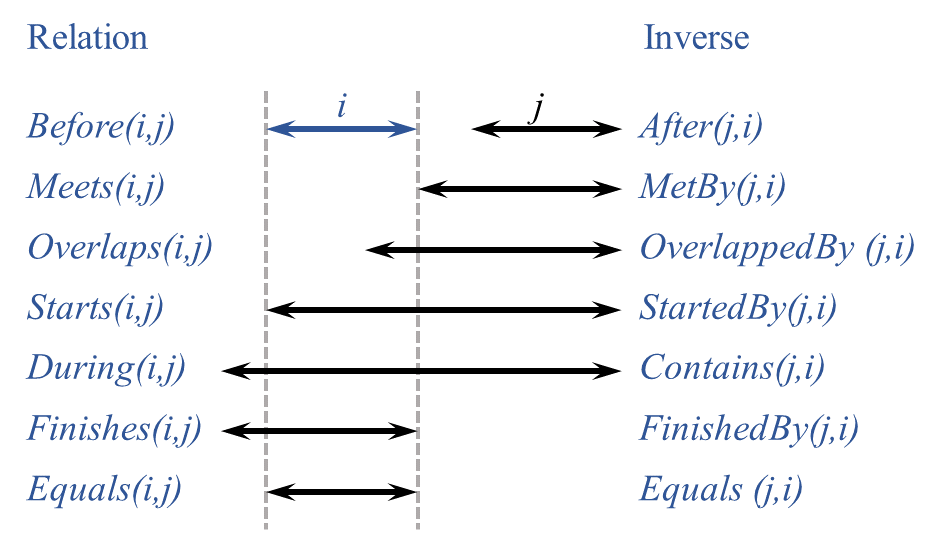 Relation Inverse
i j
Before(i,j) After(j,i)
Meets(i,j) MetBy(j,i)
Overlaps(i,j) OverlappedBy (j,i)
Starts(i,j) StartedBy(j,i)
During(i,j) Contains(j,i)
Finishes(i,j) FinishedBy(j,i)
Equals(i,j) Equals (j,i)